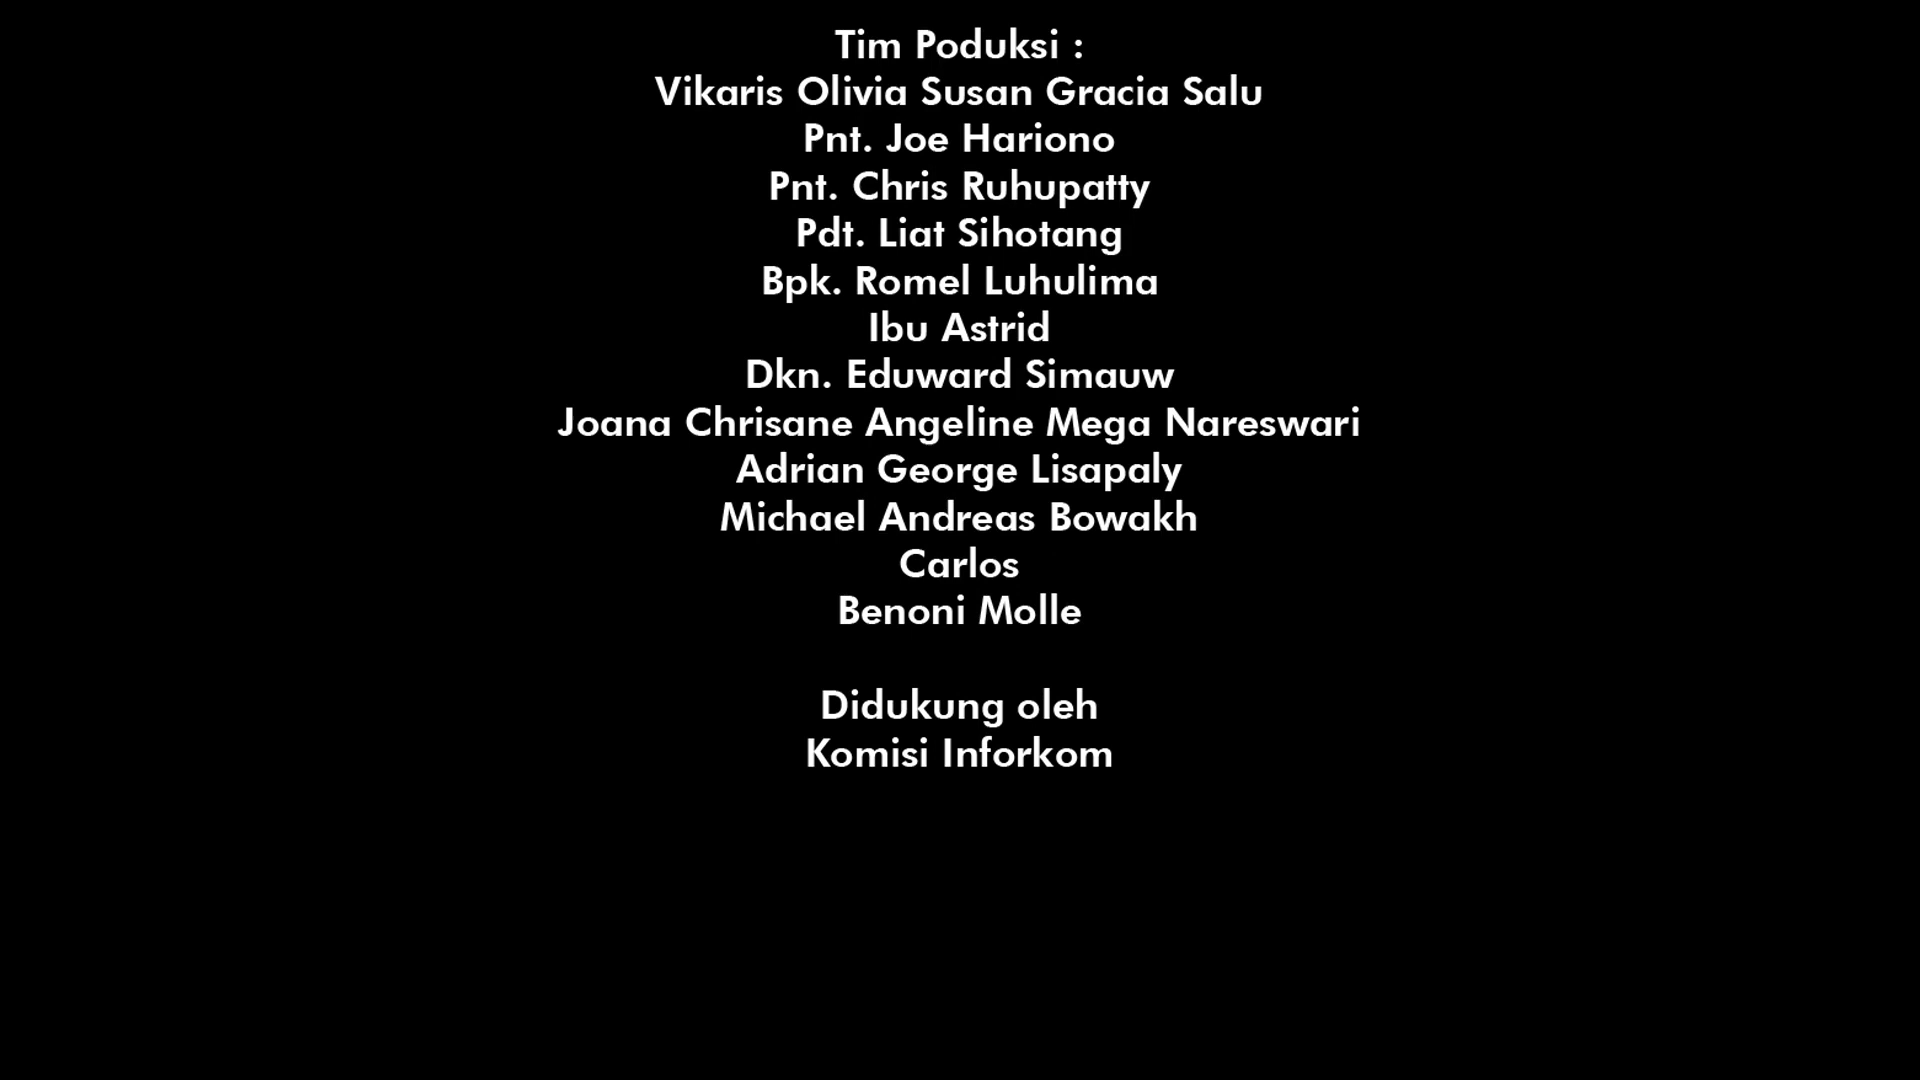 Tim Poduksi :
Vikaris Olivia Susan Gracia Salu
Pnt. Joe Hariono
Pnt. Chris Ruhupatty
Pdt. Liat Sihotang
Bpk. Romel Luhulima
Ibu Astrid
Dkn. Eduward Simauw
Joana Chrisane Angeline Mega Nareswari
Adrian George Lisapaly
Michael Andreas Bowakh
Carlos
Benoni Molle
Didukung oleh
Komisi Inforkom